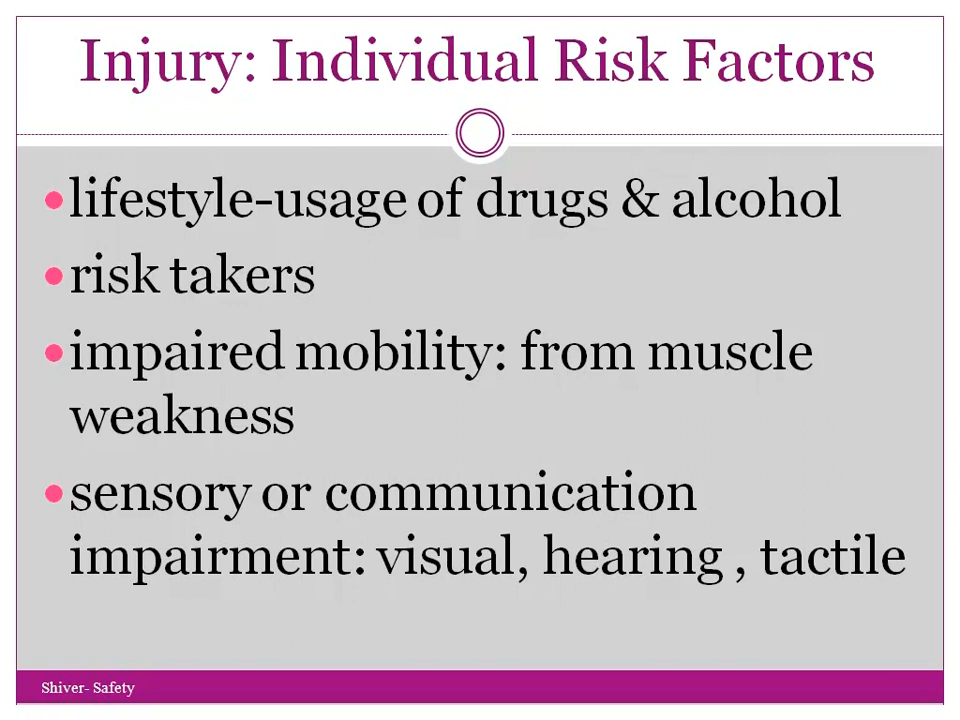 Injury: Individual Risk Factors
lifestyle-usage of drugs & alcohol
risk takers
impaired mobility: from muscle
weakness
sensory or communication
impairment: visual, hearing , tactile
Shiver- Safety